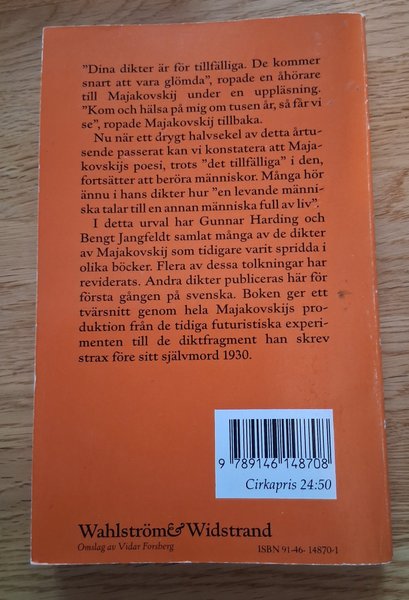 "Dina dikter är för tillfälliga. De kommer
snart att vara glömda", ropade en åhörare
till Majakovskij under en uppläsning.
"Kom och hälsa på mig om tusen år, så får vi
se", ropade Majakovskij tillbaka.
Nu när ett drygt halvsekel av detta årtu-
sende passerat kan vi konstatera att Maja-
kovskijs poesi, trots "det tillfälliga" i den,
fortsätter att beröra människor. Många hör
ännu i hans dikter hur "en levande männi-
ska talar till en annan människa full av liv".
I detta urval har Gunnar Harding och
Bengt Jangfeldt samlat många av de dikter
av Majakovskij som tidigare varit spridda i
olika böcker. Flera av dessa tolkningar har
reviderats. Andra dikter publiceras här för
första gången på svenska. Boken ger ett
tvärsnitt genom hela Majakovskijs pro-
duktion från de tidiga futuristiska experi-
menten till de diktfragment han skrev
strax före sitt självmord 1930.
9 789146 148708
Cirkapris 24:50
Wahlström & Widstrand
Omslag av Vidar Forsberg
ISBN 91-46-14870-1